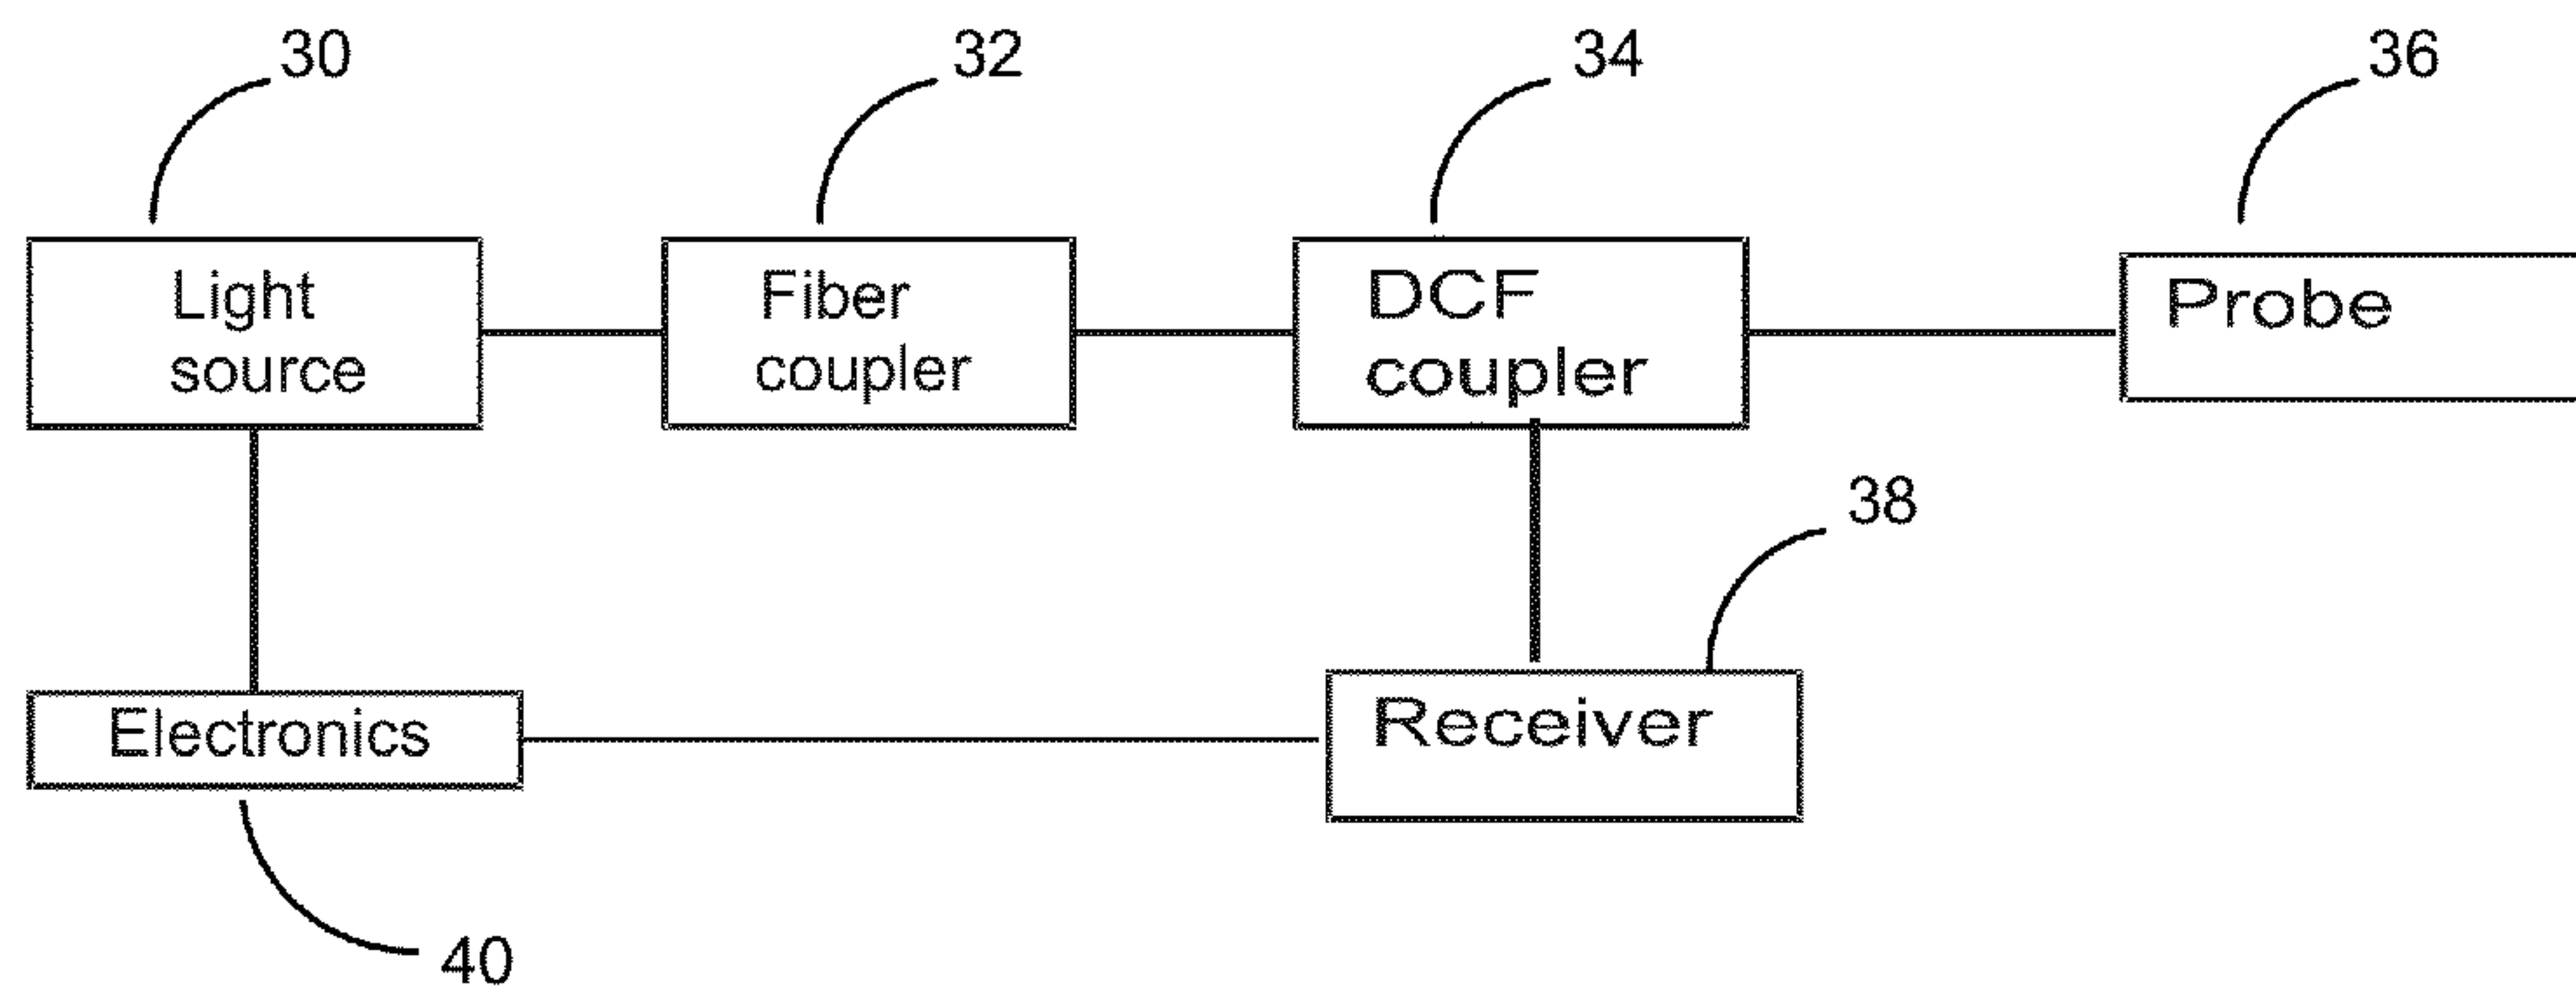 30
32
34
36
Light
source
Fiber
coupler
DCF
coupler
Probe
38
Receiver
Electronics
40